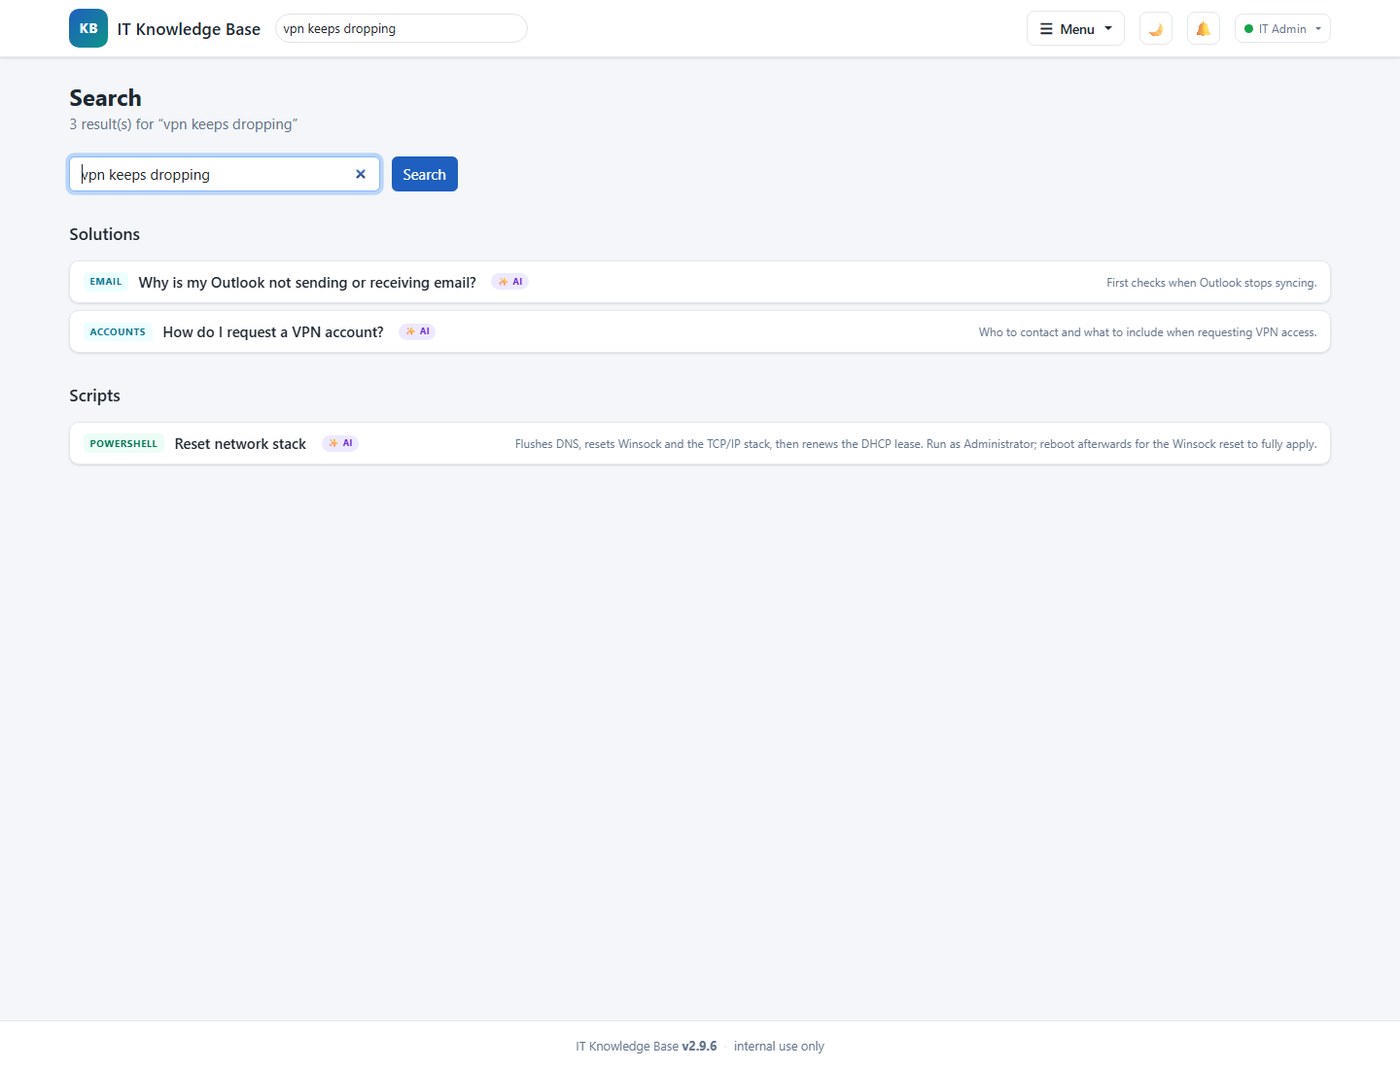 KB IT Knowledge Base vpn keeps dropping ☰ Menu IT Admin
Search
3 result(s) for “vpn keeps dropping”
vpn keeps dropping × Search
Solutions
EMAIL Why is my Outlook not sending or receiving email? ✨ AI First checks when Outlook stops syncing.
ACCOUNTS How do I request a VPN account? ✨ AI Who to contact and what to include when requesting VPN access.
Scripts
POWERSHELL Reset network stack ✨ AI Flushes DNS, resets Winsock and the TCP/IP stack, then renews the DHCP lease. Run as Administrator; reboot afterwards for the Winsock reset to fully apply.
IT Knowledge Base v2.9.6 · internal use only